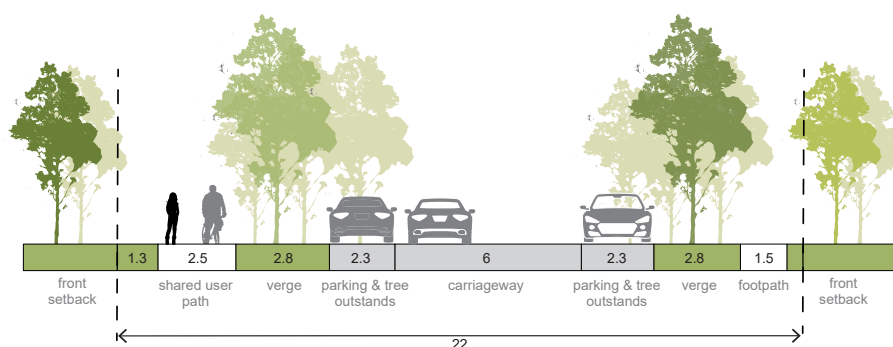 1.3 2.5 2.8 2.3 6 2.3 2.8 1.5
front setback
shared user path
verge
parking & tree outstands
carriageway
parking & tree outstands
verge
footpath
front setback
22